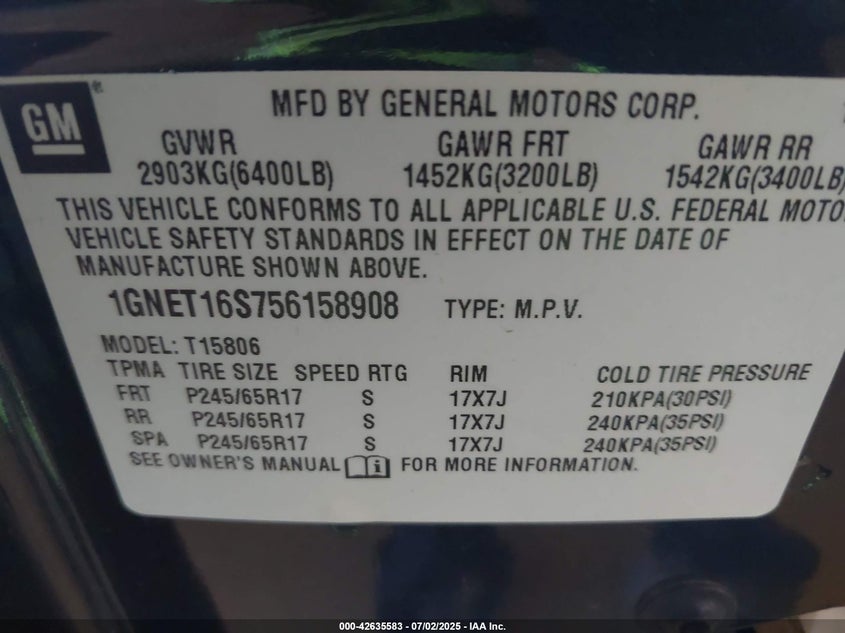 GM ®
MFD BY GENERAL MOTORS CORP.
GVWR GAWR FRT GAWR RR
2903KG(6400LB) 1452KG(3200LB) 1542KG(3400LB)
THIS VEHICLE CONFORMS TO ALL APPLICABLE U.S. FEDERAL MOTO
VEHICLE SAFETY STANDARDS IN EFFECT ON THE DATE OF
MANUFACTURE SHOWN ABOVE.
1GNET16S756158908 TYPE: M.P.V.
MODEL: T15806
TPMA TIRE SIZE SPEED RTG RIM COLD TIRE PRESSURE
FRT P245/65R17 S 17X7J 210KPA(30PSI)
RR P245/65R17 S 17X7J 240KPA(35PSI)
SPA P245/65R17 S 17X7J 240KPA(35PSI)
SEE OWNER'S MANUAL i FOR MORE INFORMATION.
000-42635583 / 07/02/2025 - IAA Inc.